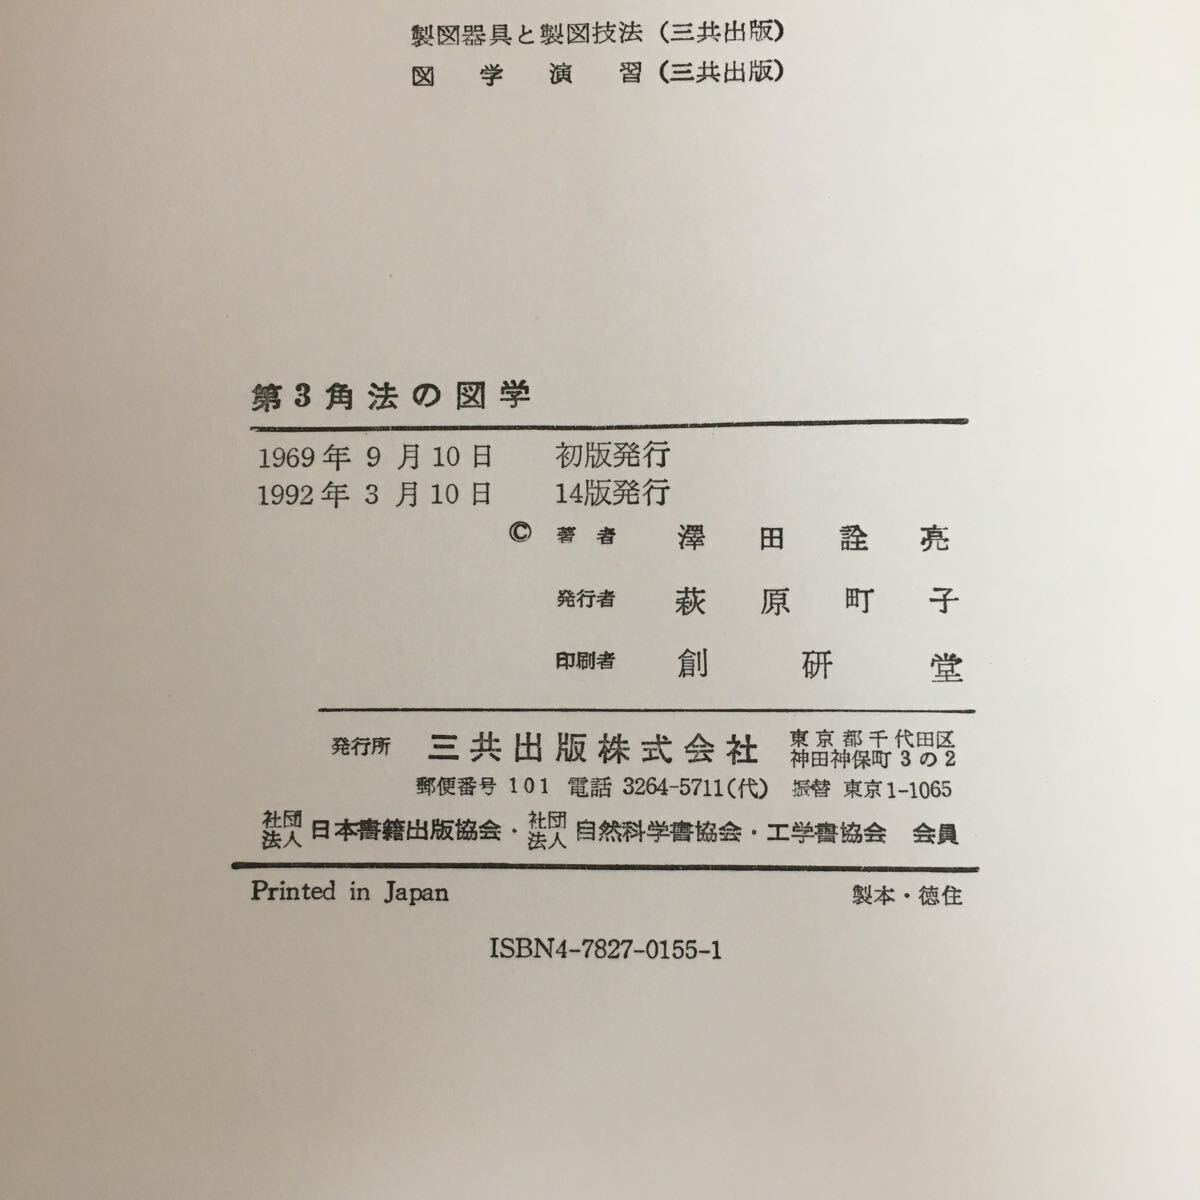 製図器具と製図技法 (三共出版)
図学演習 (三共出版)
第3角法の図学
1969年9月10日 初版発行
1992年3月10日 14版発行
© 著者 澤田詮亮
発行者 萩原町子
印刷者 創研堂
発行所 三共出版株式会社 東京都千代田区神田神保町3の2
郵便番号 101 電話 3264-5711(代) 振替 東京1-1065
社団法人 日本書籍出版協会・社団法人 自然科学書協会・工学書協会 会員
Printed in Japan 製本・徳住
ISBN4-7827-0155-1